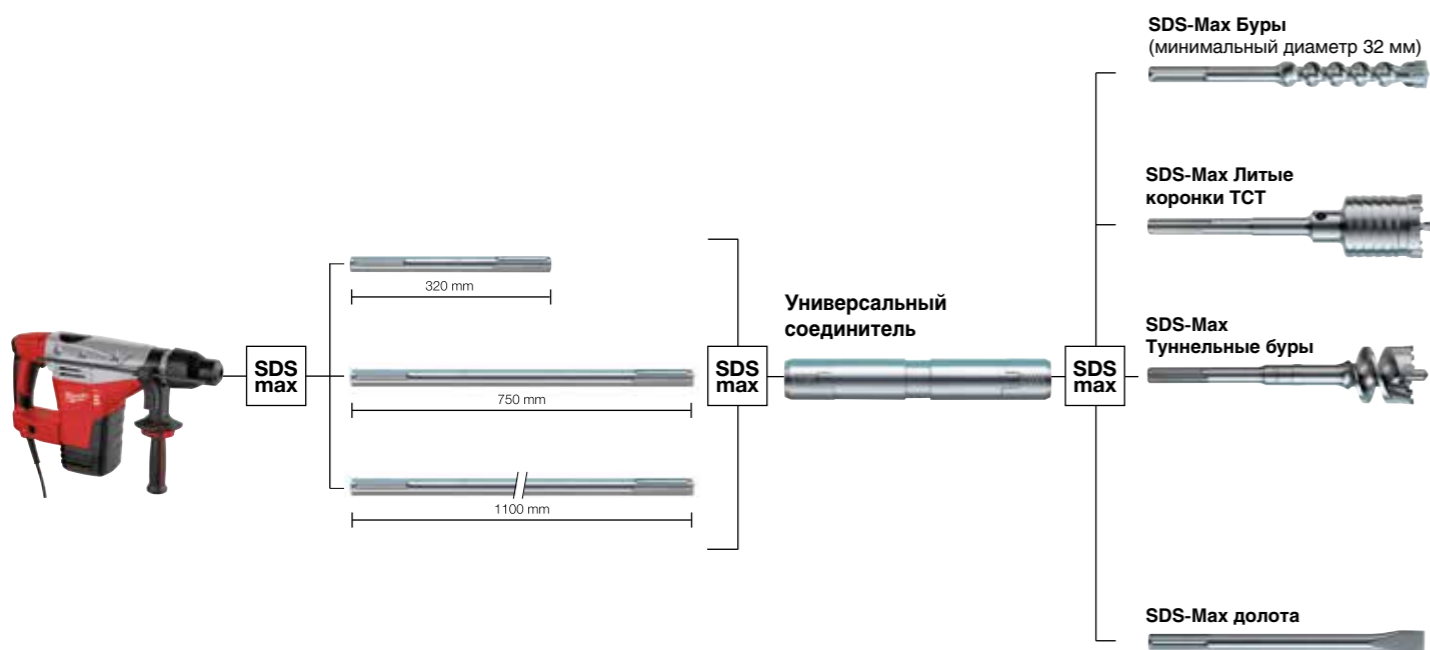 SDS-Max Буры
(минимальный диаметр 32 мм)
SDS-Max Литые
коронки ТСТ
320 mm
Универсальный
соединитель
SDS-Max
Туннельные буры
SDS
max
SDS
max
SDS
max
750 mm
1100 mm
SDS-Max долота